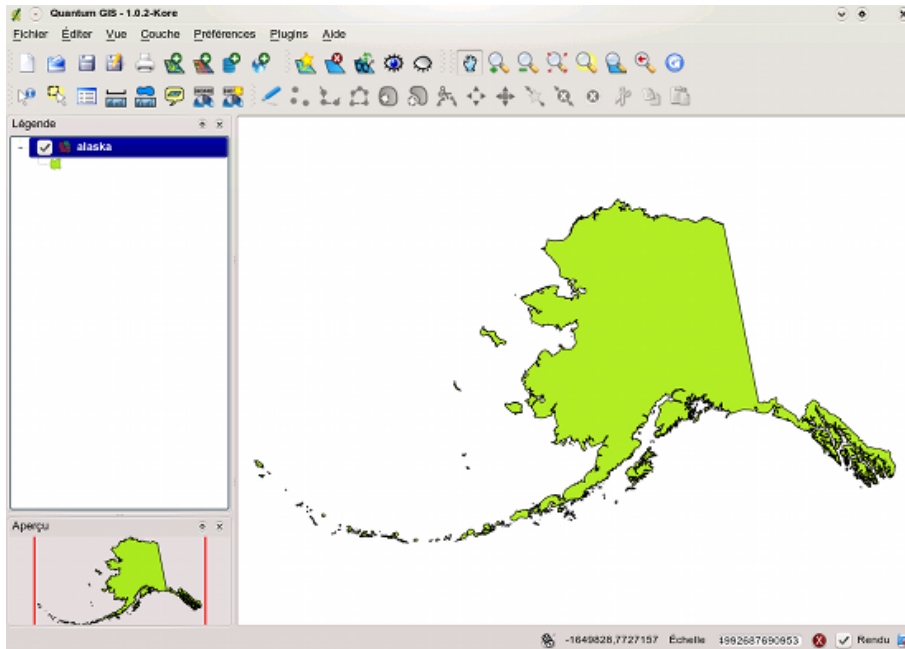 Quantum GIS - 1.0.2-Kore
Fichier Éditer Vue Couche Préférences Plugins Aide
Légende
alaska
Aperçu
-1649828,7727157 Échelle 4992687690953 Rendu